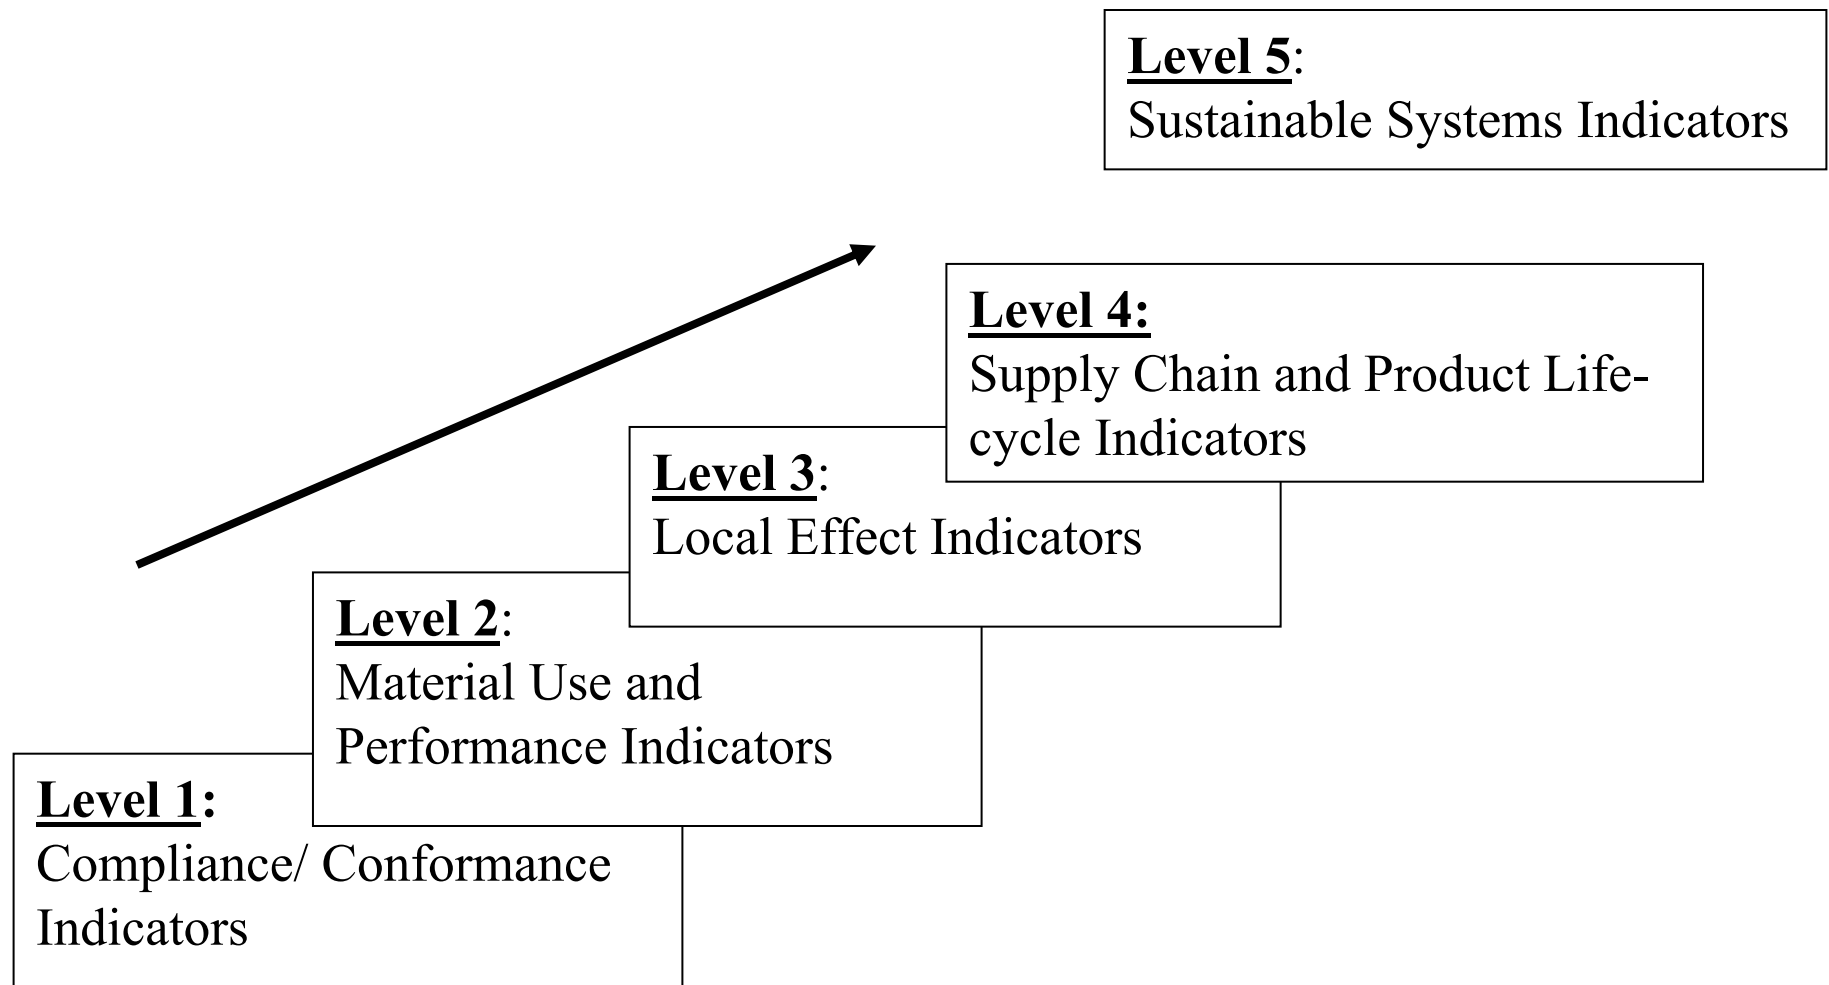 Level 5:
Sustainable Systems Indicators
Level 4:
Supply Chain and Product Life-
cycle Indicators
Level 3:
Local Effect Indicators
Level 2:
Material Use and
Performance Indicators
Level 1:
Compliance/ Conformance
Indicators